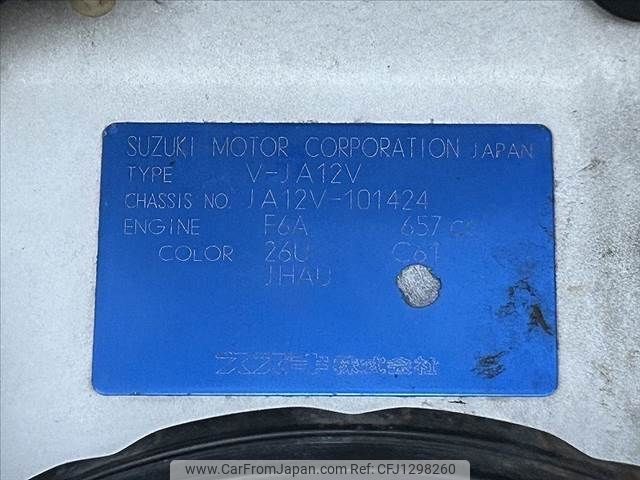 SUZUKI MOTOR CORPORATION JAPAN
TYPE V-JA12V
CHASSIS NO. JA12V-101424
ENGINE F6A 657 cc
COLOR 26U C61
JHAU
スズキ株式会社
www.CarFromJapan.com CFJ1298260